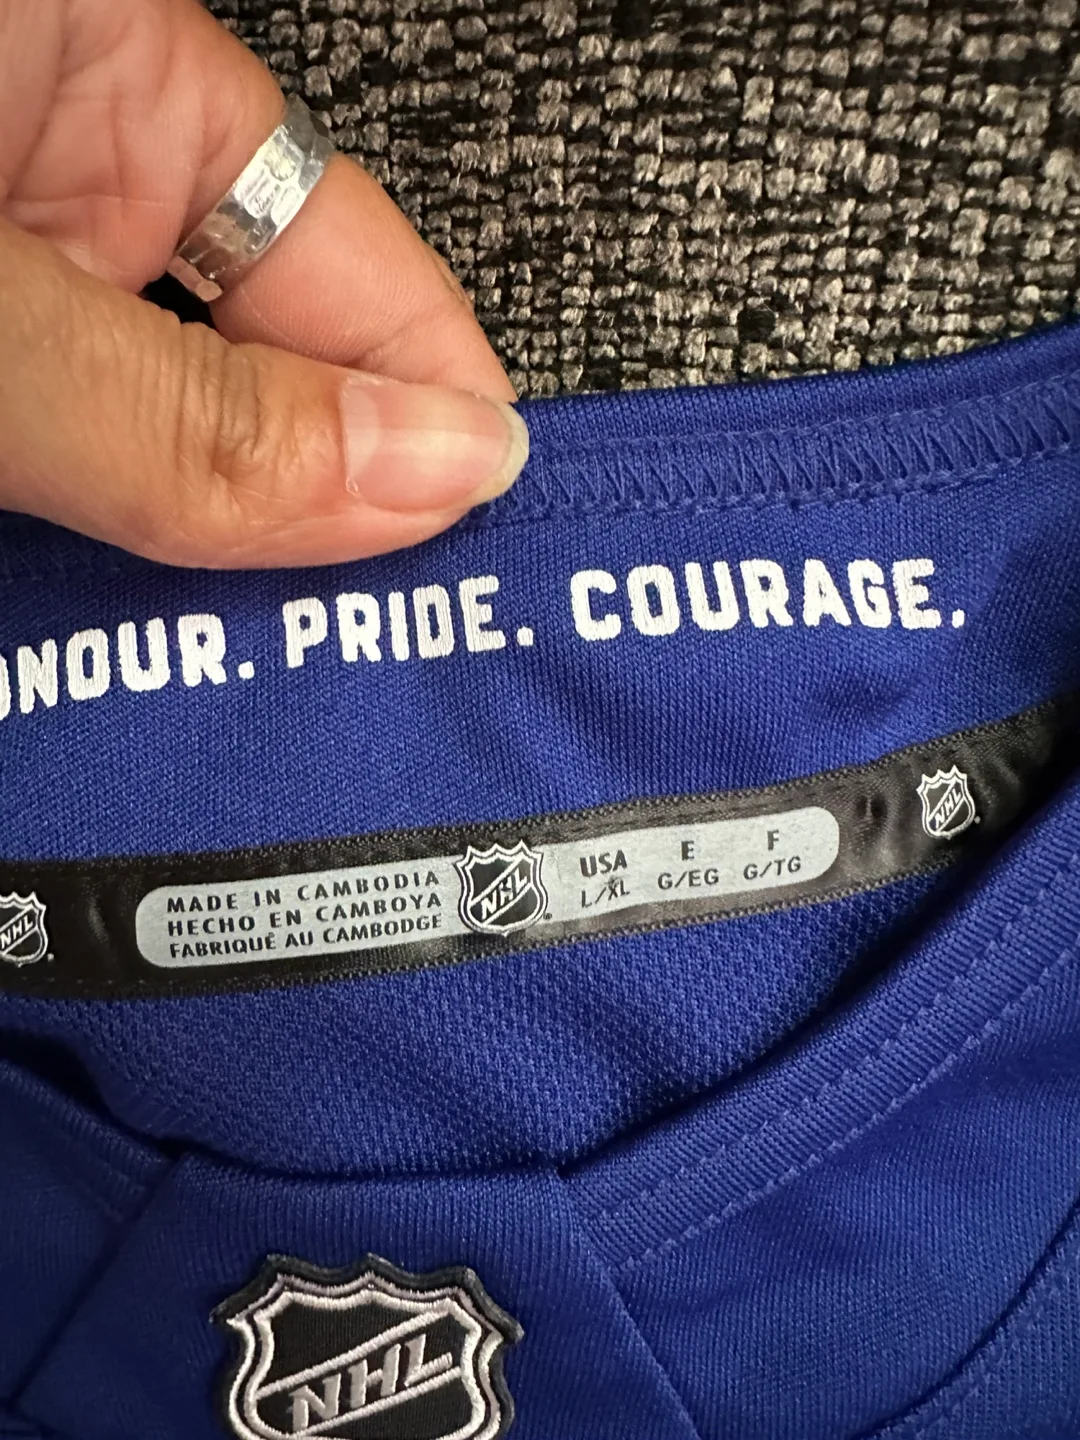 ONOUR. PRIDE. COURAGE.
NHL
MADE IN CAMBODIA
HECHO EN CAMBOYA
FABRIQUÉ AU CAMBODGE
NHL
USA E F
L/XL G/EG G/TG
NHL
NHL